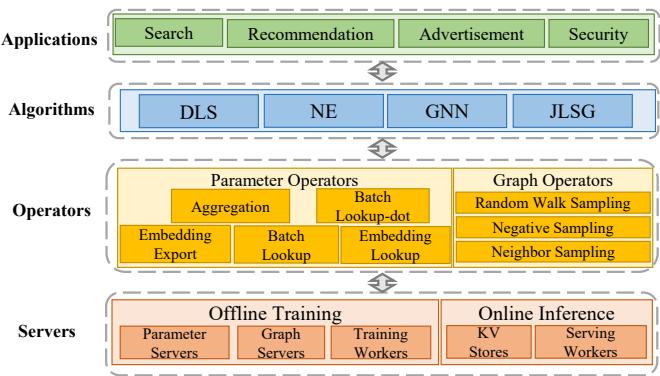 Applications
Search
Recommendation
Advertisement
Security
Algorithms
DLS
NE
GNN
JLSG
Operators
Parameter Operators
Aggregation
Batch
Lookup-dot
Embedding
Export
Batch
Lookup
Embedding
Lookup
Graph Operators
Random Walk Sampling
Negative Sampling
Neighbor Sampling
Servers
Offline Training
Parameter
Servers
Graph
Servers
Training
Workers
Online Inference
KV
Stores
Serving
Workers